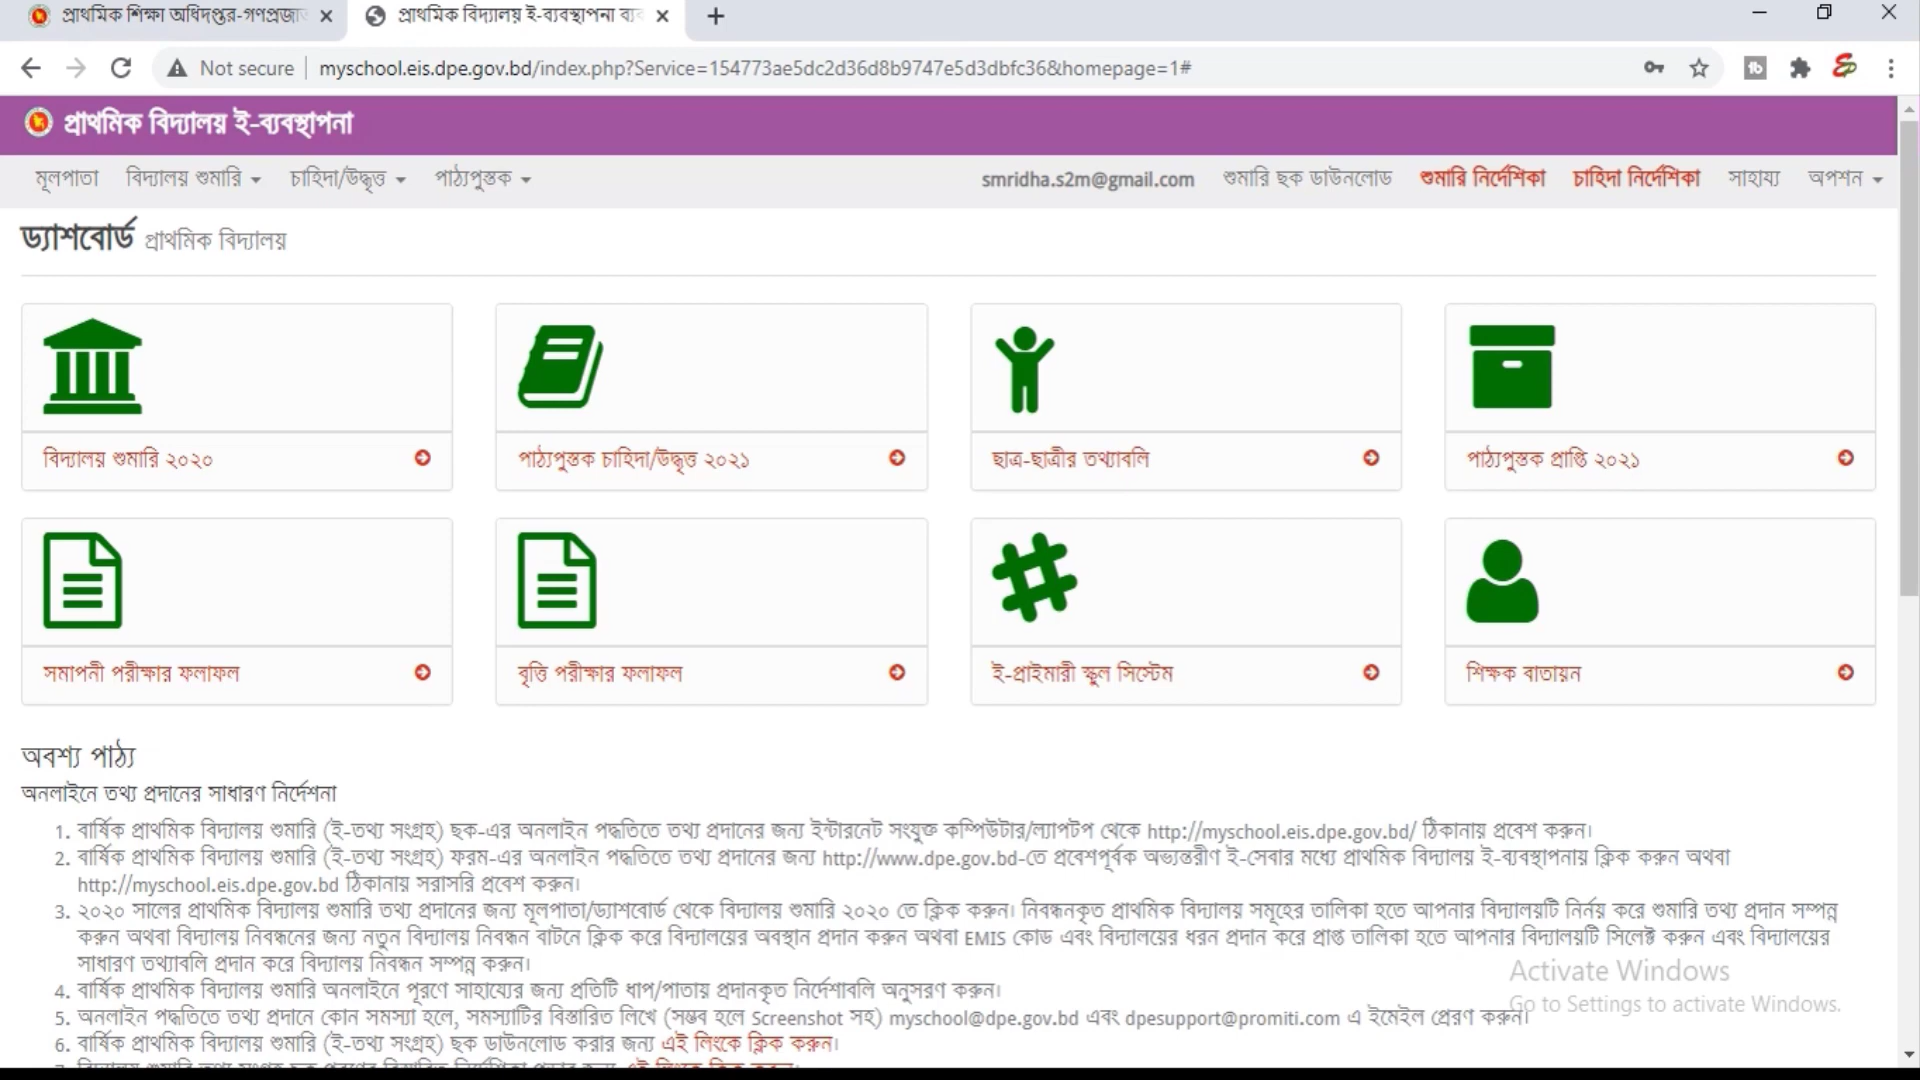 প্রাথমিক শিক্ষা অধিদপ্তর-গণপ্রজা
প্রাথমিক বিদ্যালয় ই-ব্যবস্থাপনা ব্য
Not secure
myschool.eis.dpe.gov.bd/index.php?Service=154773ae5dc2d36d8b9747e5d3dbfc36&homepage=1#
প্রাথমিক বিদ্যালয় ই-ব্যবস্থাপনা
মূলপাতা বিদ্যালয় শুমারি চাহিদা/উদ্ধৃত্ত পাঠ্যপুস্তক smridha.s2m@gmail.com শুমারি ছক ডাউনলোড শুমারি নির্দেশিকা চাহিদা নির্দেশিকা সাহায্য অপশন
ড্যাশবোর্ড প্রাথমিক বিদ্যালয়
বিদ্যালয় শুমারি ২০২০
পাঠ্যপুস্তক চাহিদা/উদ্ধৃত্ত ২০২১
ছাত্র-ছাত্রীর তথ্যাবলি
পাঠ্যপুস্তক প্রাপ্তি ২০২১
সমাপনী পরীক্ষার ফলাফল
বৃত্তি পরীক্ষার ফলাফল
ই-প্রাইমারী স্কুল সিস্টেম
শিক্ষক বাতায়ন
অবশ্য পাঠ্য
অনলাইনে তথ্য প্রদানের সাধারণ নির্দেশনা
1. বার্ষিক প্রাথমিক বিদ্যালয় শুমারি (ই-তথ্য সংগ্রহ) ছক-এর অনলাইন পদ্ধতিতে তথ্য প্রদানের জন্য ইন্টারনেট সংযুক্ত কম্পিউটার/ল্যাপটপ থেকে http://myschool.eis.dpe.gov.bd/ ঠিকানায় প্রবেশ করুন।
2. বার্ষিক প্রাথমিক বিদ্যালয় শুমারি (ই-তথ্য সংগ্রহ) ফরম-এর অনলাইন পদ্ধতিতে তথ্য প্রদানের জন্য http://www.dpe.gov.bd-তে প্রবেশপূর্বক অভ্যন্তরীণ ই-সেবার মধ্যে প্রাথমিক বিদ্যালয় ই-ব্যবস্থাপনায় ক্লিক করুন অথবা
http://myschool.eis.dpe.gov.bd ঠিকানায় সরাসরি প্রবেশ করুন।
3. ২০২০ সালের প্রাথমিক বিদ্যালয় শুমারি তথ্য প্রদানের জন্য মূলপাতা/ড্যাশবোর্ড থেকে বিদ্যালয় শুমারি ২০২০ তে ক্লিক করুন। নিবন্ধনকৃত প্রাথমিক বিদ্যালয় সমূহের তালিকা হতে আপনার বিদ্যালয়টি নির্নয় করে শুমারি তথ্য প্রদান সম্পন্ন
করুন অথবা বিদ্যালয় নিবন্ধনের জন্য নতুন বিদ্যালয় নিবন্ধন বাটনে ক্লিক করে বিদ্যালয়ের অবস্থান প্রদান করুন অথবা EMIS কোড এবং বিদ্যালয়ের ধরন প্রদান করে প্রাপ্ত তালিকা হতে আপনার বিদ্যালয়টি সিলেক্ট করুন এবং বিদ্যালয়ের
সাধারণ তথ্যাবলি প্রদান করে বিদ্যালয় নিবন্ধন সম্পন্ন করুন।
4. বার্ষিক প্রাথমিক বিদ্যালয় শুমারি অনলাইনে পূরণে সাহায্যের জন্য প্রতিটি ধাপ/পাতায় প্রদানকৃত নির্দেশাবলি অনুসরণ করুন।
5. অনলাইন পদ্ধতিতে তথ্য প্রদানে কোন সমস্যা হলে, সমস্যাটির বিস্তারিত লিখে (সম্ভব হলে Screenshot সহ) myschool@dpe.gov.bd এবং dpesupport@promiti.com এ ইমেইল প্রেরণ করুন।
6. বার্ষিক প্রাথমিক বিদ্যালয় শুমারি (ই-তথ্য সংগ্রহ) ছক ডাউনলোড করার জন্য এই লিংকে ক্লিক করুন।
Activate Windows
Go to Settings to activate Windows.